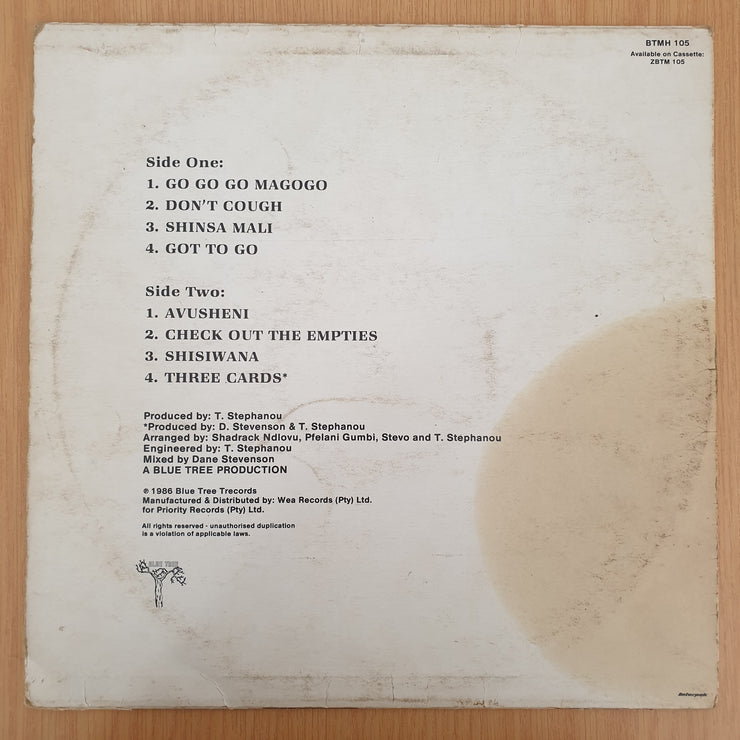 BTMH 105
Available on Cassette:
ZBTM 105
Side One:
1. GO GO GO MAGOGO
2. DON'T COUGH
3. SHINSA MALI
4. GOT TO GO
Side Two:
1. AVUSHENI
2. CHECK OUT THE EMPTIES
3. SHISIWANA
4. THREE CARDS*
Produced by: T. Stephanou
*Produced by: D. Stevenson & T. Stephanou
Arranged by: Shadrack Ndlovu, Pfelani Gumbi, Stevo and T. Stephanou
Engineered by: T. Stephanou
Mixed by Dane Stevenson
A BLUE TREE PRODUCTION
℗ 1986 Blue Tree Trecords
Manufactured & Distributed by: Wea Records (Pty) Ltd.
for Priority Records (Pty) Ltd.
All rights reserved - unauthorised duplication
is a violation of applicable laws.
BLUE TREE
Interpak